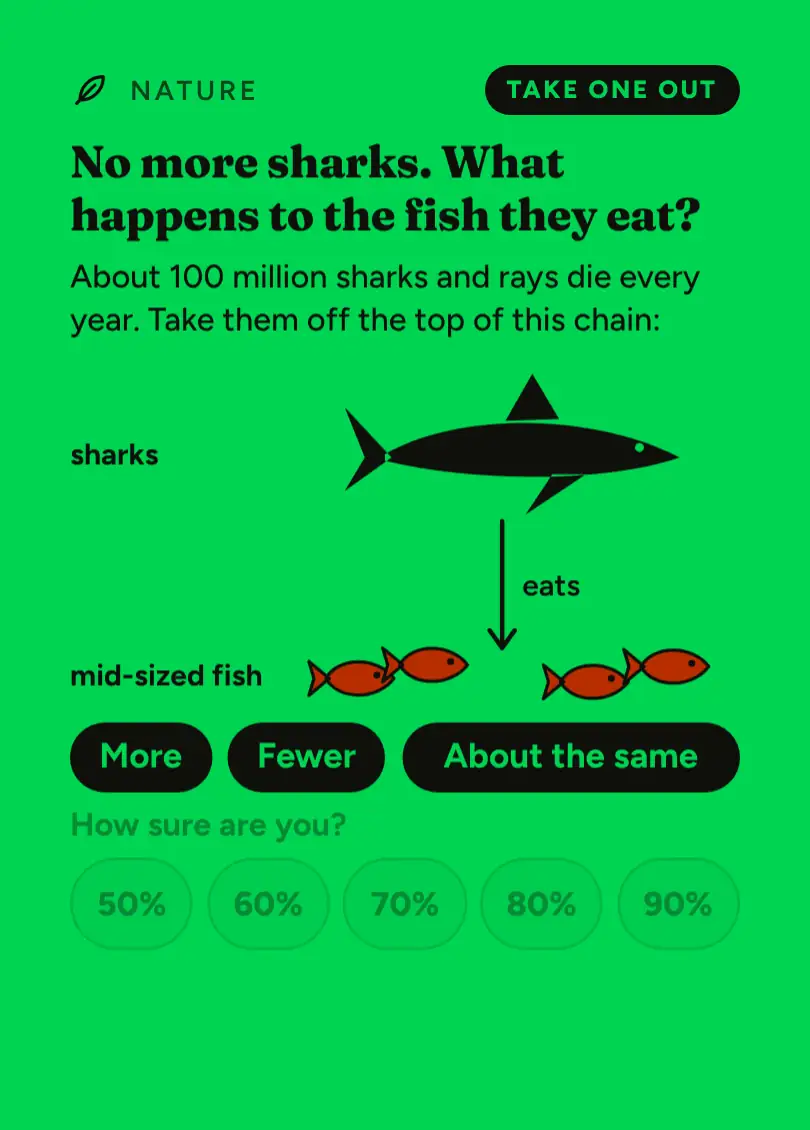 NATURE
TAKE ONE OUT
No more sharks. What
happens to the fish they eat?
About 100 million sharks and rays die every
year. Take them off the top of this chain:
sharks
eats
mid-sized fish
More
Fewer
About the same
How sure are you?
50%
60%
70%
80%
90%